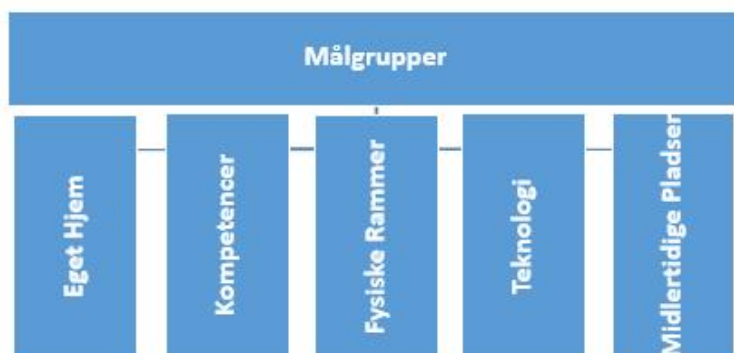 Målgrupper
Eget Hjem
Kompetencer
Fysiske Rammer
Teknologi
Midlertidige Pladser